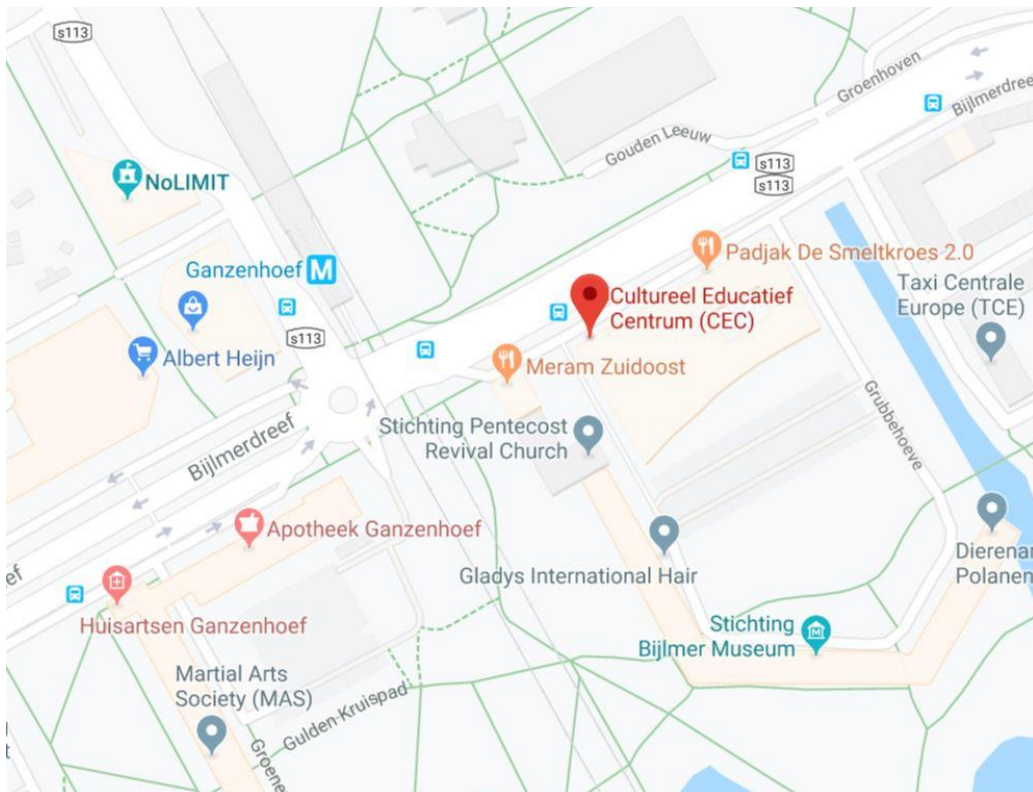 s113
Groenhoven
Bijlmerdree
Gouden Leeuw
s113
s113
NoLIMIT
Padjak De Smeltkroes 2.0
Ganzenhoef M
Taxi Centrale
Europe (TCE)
Cultureel Educatief
Centrum (CEC)
s113
Albert Heijn
Meram Zuidoost
Stichting Pentecost
Revival Church
Grubbehoeve
Bijlmerdreef
Apotheek Ganzenhoef
Gladys International Hair
Dierenar
Polanen
ef
Huisartsen Ganzenhoef
Stichting
Bijlmer Museum
M
Martial Arts
Society (MAS)
Gulden-Kruispad
Groene
t